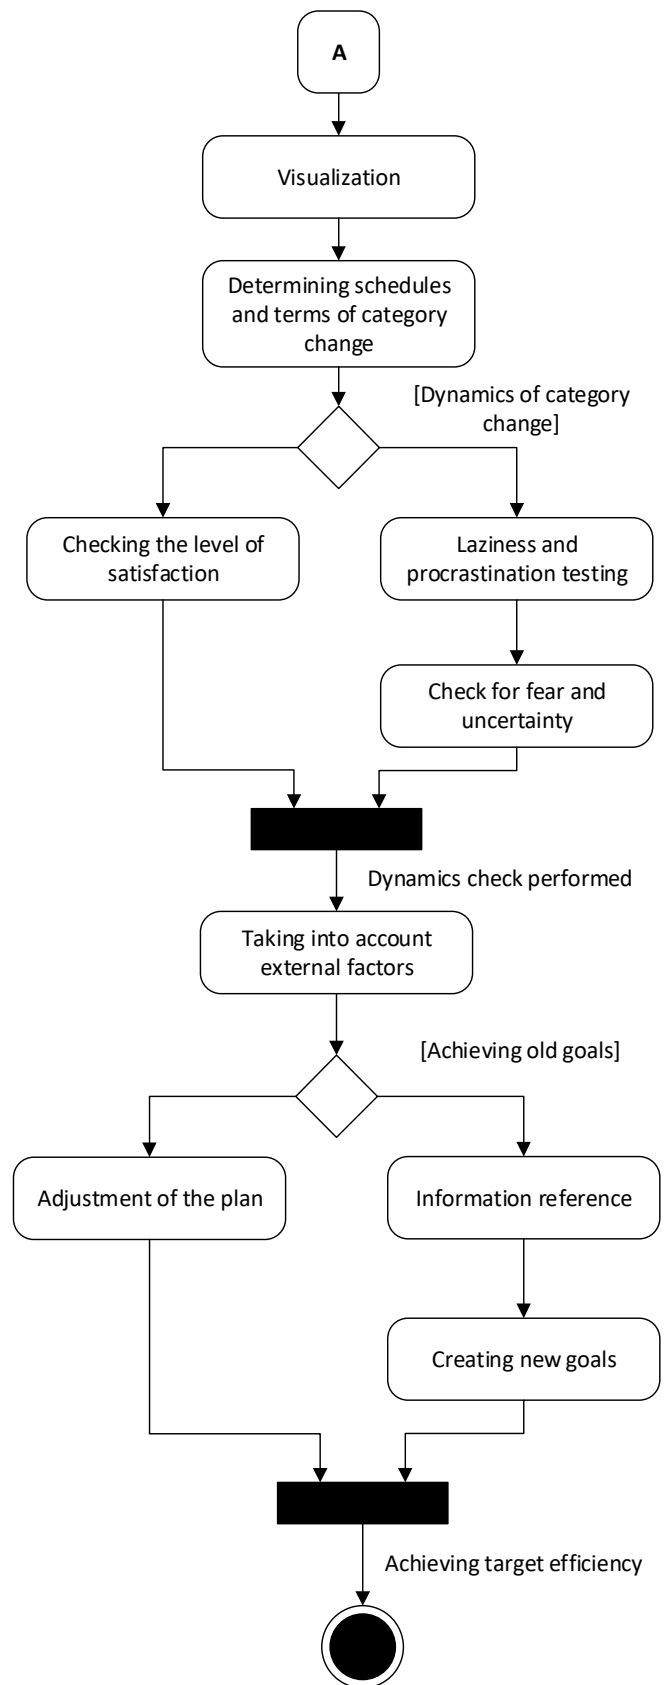 A
Visualization
Determining schedules
and terms of category
change
[Dynamics of category
change]
Checking the level of
satisfaction
Laziness and
procrastination testing
Check for fear and
uncertainty
Dynamics check performed
Taking into account
external factors
[Achieving old goals]
Adjustment of the plan
Information reference
Creating new goals
Achieving target efficiency